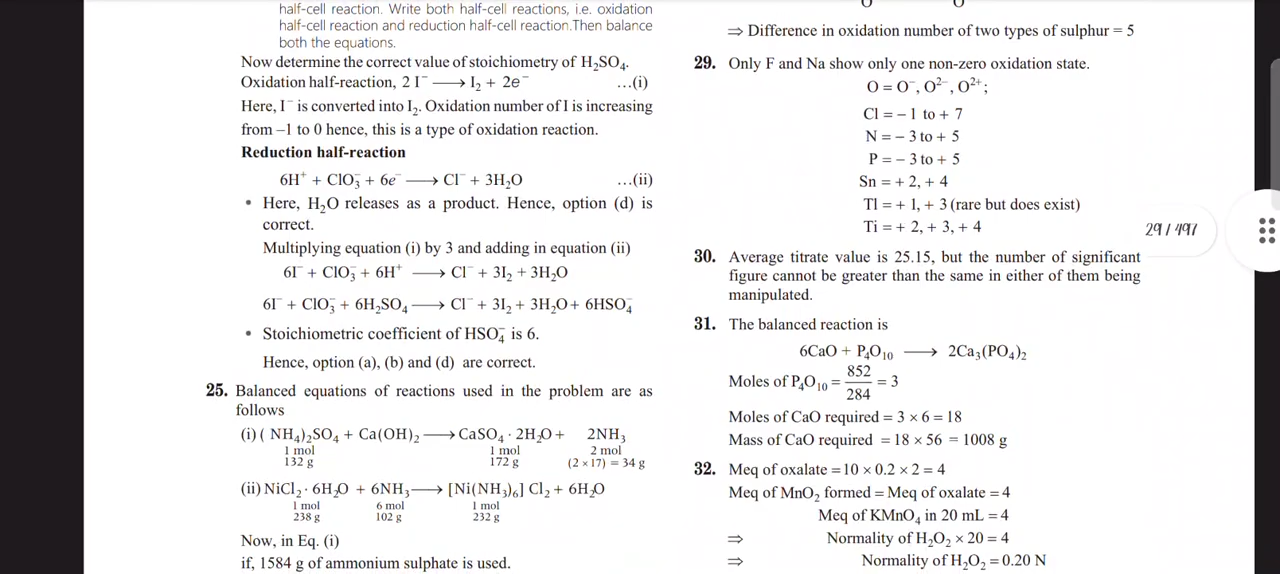 half-cell reaction. Write both half-cell reactions, i.e. oxidation
half-cell reaction and reduction half-cell reaction.Then balance
both the equations.
Now determine the correct value of stoichiometry of H₂SO₄.
Oxidation half-reaction, 2 I⁻ ⟶ I₂ + 2e⁻ ...(i)
Here, I⁻ is converted into I₂. Oxidation number of I is increasing
from –1 to 0 hence, this is a type of oxidation reaction.
Reduction half-reaction
6H⁺ + ClO₃⁻ + 6e⁻ ⟶ Cl⁻ + 3H₂O ...(ii)
• Here, H₂O releases as a product. Hence, option (d) is
correct.
Multiplying equation (i) by 3 and adding in equation (ii)
6I⁻ + ClO₃⁻ + 6H⁺ ⟶ Cl⁻ + 3I₂ + 3H₂O
6I⁻ + ClO₃⁻ + 6H₂SO₄ ⟶ Cl⁻ + 3I₂ + 3H₂O + 6HSO₄⁻
• Stoichiometric coefficient of HSO₄⁻ is 6.
Hence, option (a), (b) and (d) are correct.
25. Balanced equations of reactions used in the problem are as
follows
(i) ( NH₄)₂SO₄ + Ca(OH)₂ ⟶ CaSO₄ · 2H₂O + 2NH₃
1 mol 1 mol 2 mol
132 g 172 g (2 × 17) = 34 g
(ii) NiCl₂ · 6H₂O + 6NH₃ ⟶ [Ni(NH₃)₆] Cl₂ + 6H₂O
1 mol 6 mol 1 mol
238 g 102 g 232 g
Now, in Eq. (i)
if, 1584 g of ammonium sulphate is used.
O O
⇒ Difference in oxidation number of two types of sulphur = 5
29. Only F and Na show only one non-zero oxidation state.
O = O⁻, O²⁻, O²⁺;
Cl = – 1 to + 7
N = – 3 to + 5
P = – 3 to + 5
Sn = + 2, + 4
Tl = + 1, + 3 (rare but does exist)
Ti = + 2, + 3, + 4
29 / 497
30. Average titrate value is 25.15, but the number of significant
figure cannot be greater than the same in either of them being
manipulated.
31. The balanced reaction is
6CaO + P₄O₁₀ ⟶ 2Ca₃(PO₄)₂
Moles of P₄O₁₀ = 852/284 = 3
Moles of CaO required = 3 × 6 = 18
Mass of CaO required = 18 × 56 = 1008 g
32. Meq of oxalate = 10 × 0.2 × 2 = 4
Meq of MnO₂ formed = Meq of oxalate = 4
Meq of KMnO₄ in 20 mL = 4
⇒ Normality of H₂O₂ × 20 = 4
⇒ Normality of H₂O₂ = 0.20 N